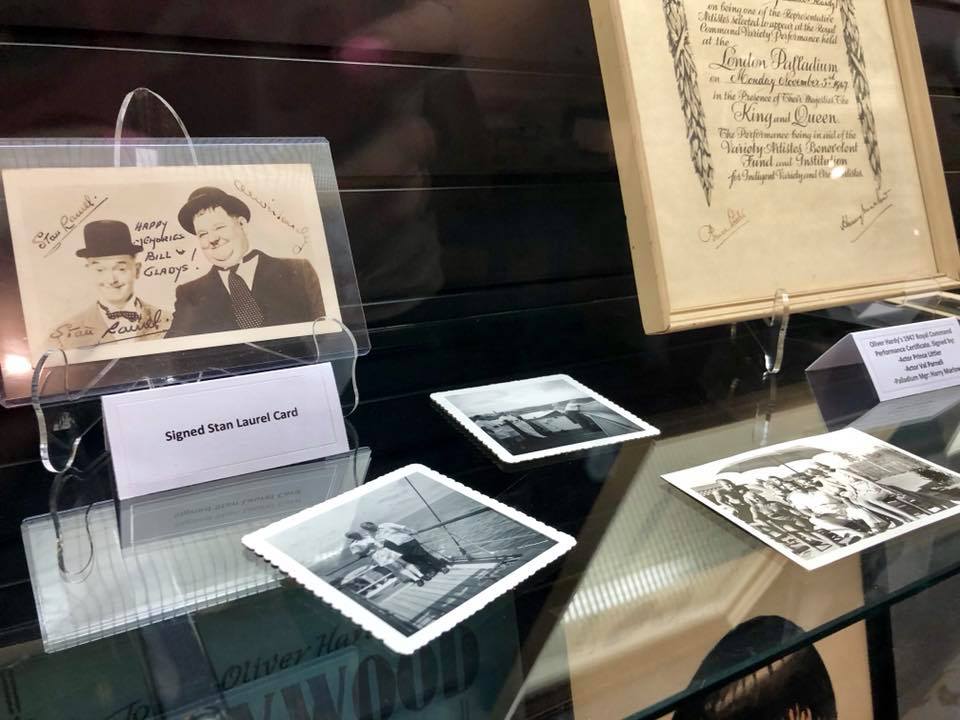 Stan Laurel.
HAPPY
MEMORIES
BILL &
GLADYS!
Stan Laurel.
Signed Stan Laurel Card
on being one of the Representative
Artistes selected to appear at the Royal
Command Variety Performance held
at the
London Palladium
on Monday November 3rd 1947
in the Presence of Their Majesties The
King and Queen.
The Performance being in aid of the
Variety Artistes Benevolent
Fund and Institution
for Indigent Variety and Circus Artistes.
Oliver Hardy's 1947 Royal Command
Performance Certificate. Signed by:
-Actor Prince Littler
-Actor Val Parnell
-Palladium Mgr. Harry Marlow
Oliver
WOOD